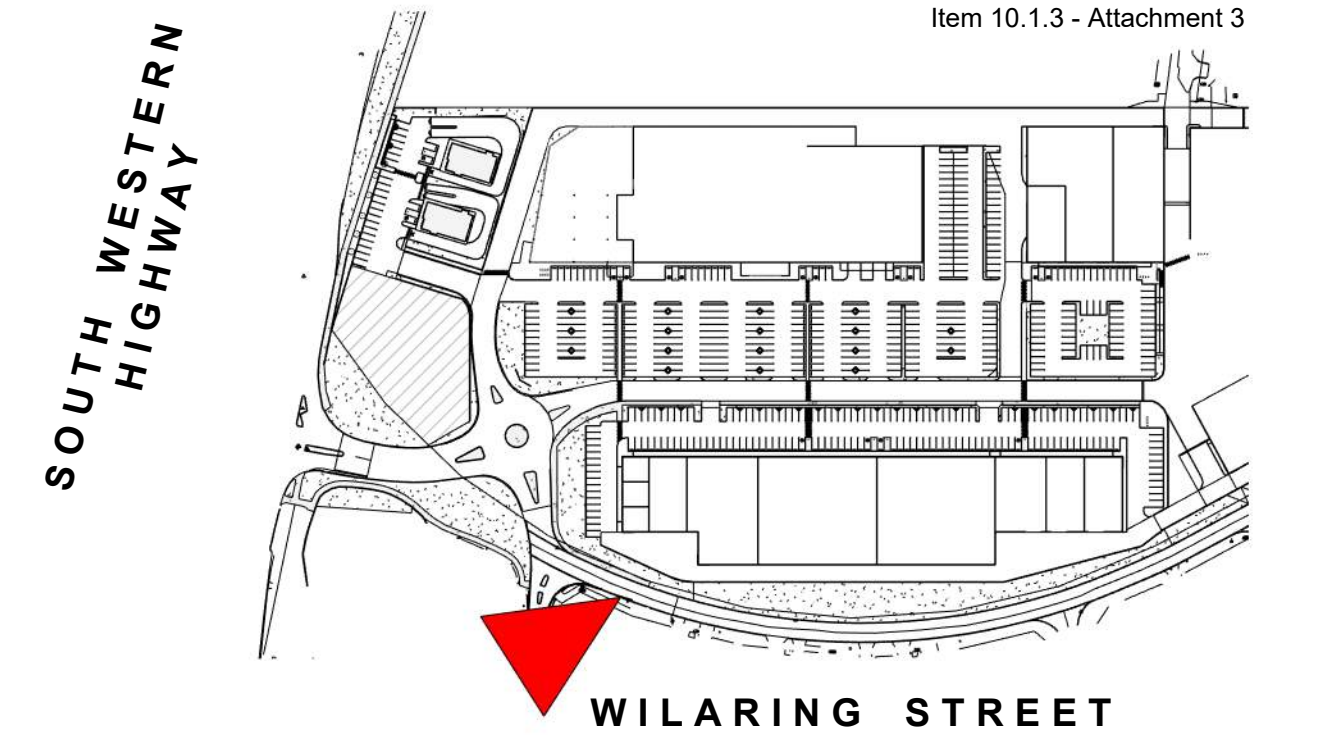 Item 10.1.3 - Attachment 3
SOUTH WESTERN
HIGHWAY
WILARING STREET